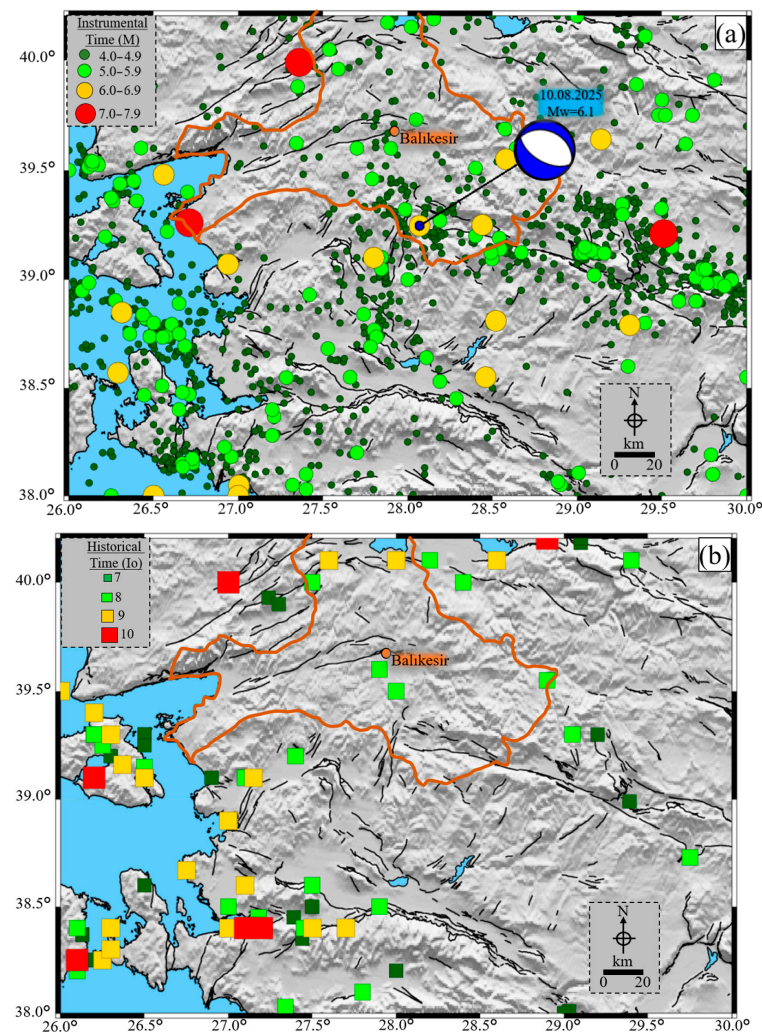 Instrumental
Time (M)
4.0–4.9
5.0–5.9
6.0–6.9
7.0–7.9
(a)
10.08.2025
Mw=6.1
Balıkesir
40.0°
39.5°
39.0°
38.5°
38.0°
N
km
0 20
26.0° 26.5° 27.0° 27.5° 28.0° 28.5° 29.0° 29.5° 30.0°
Historical
Time (Io)
7
8
9
10
(b)
Balıkesir
40.0°
39.5°
39.0°
38.5°
38.0°
N
km
0 20
26.0° 26.5° 27.0° 27.5° 28.0° 28.5° 29.0° 29.5° 30.0°